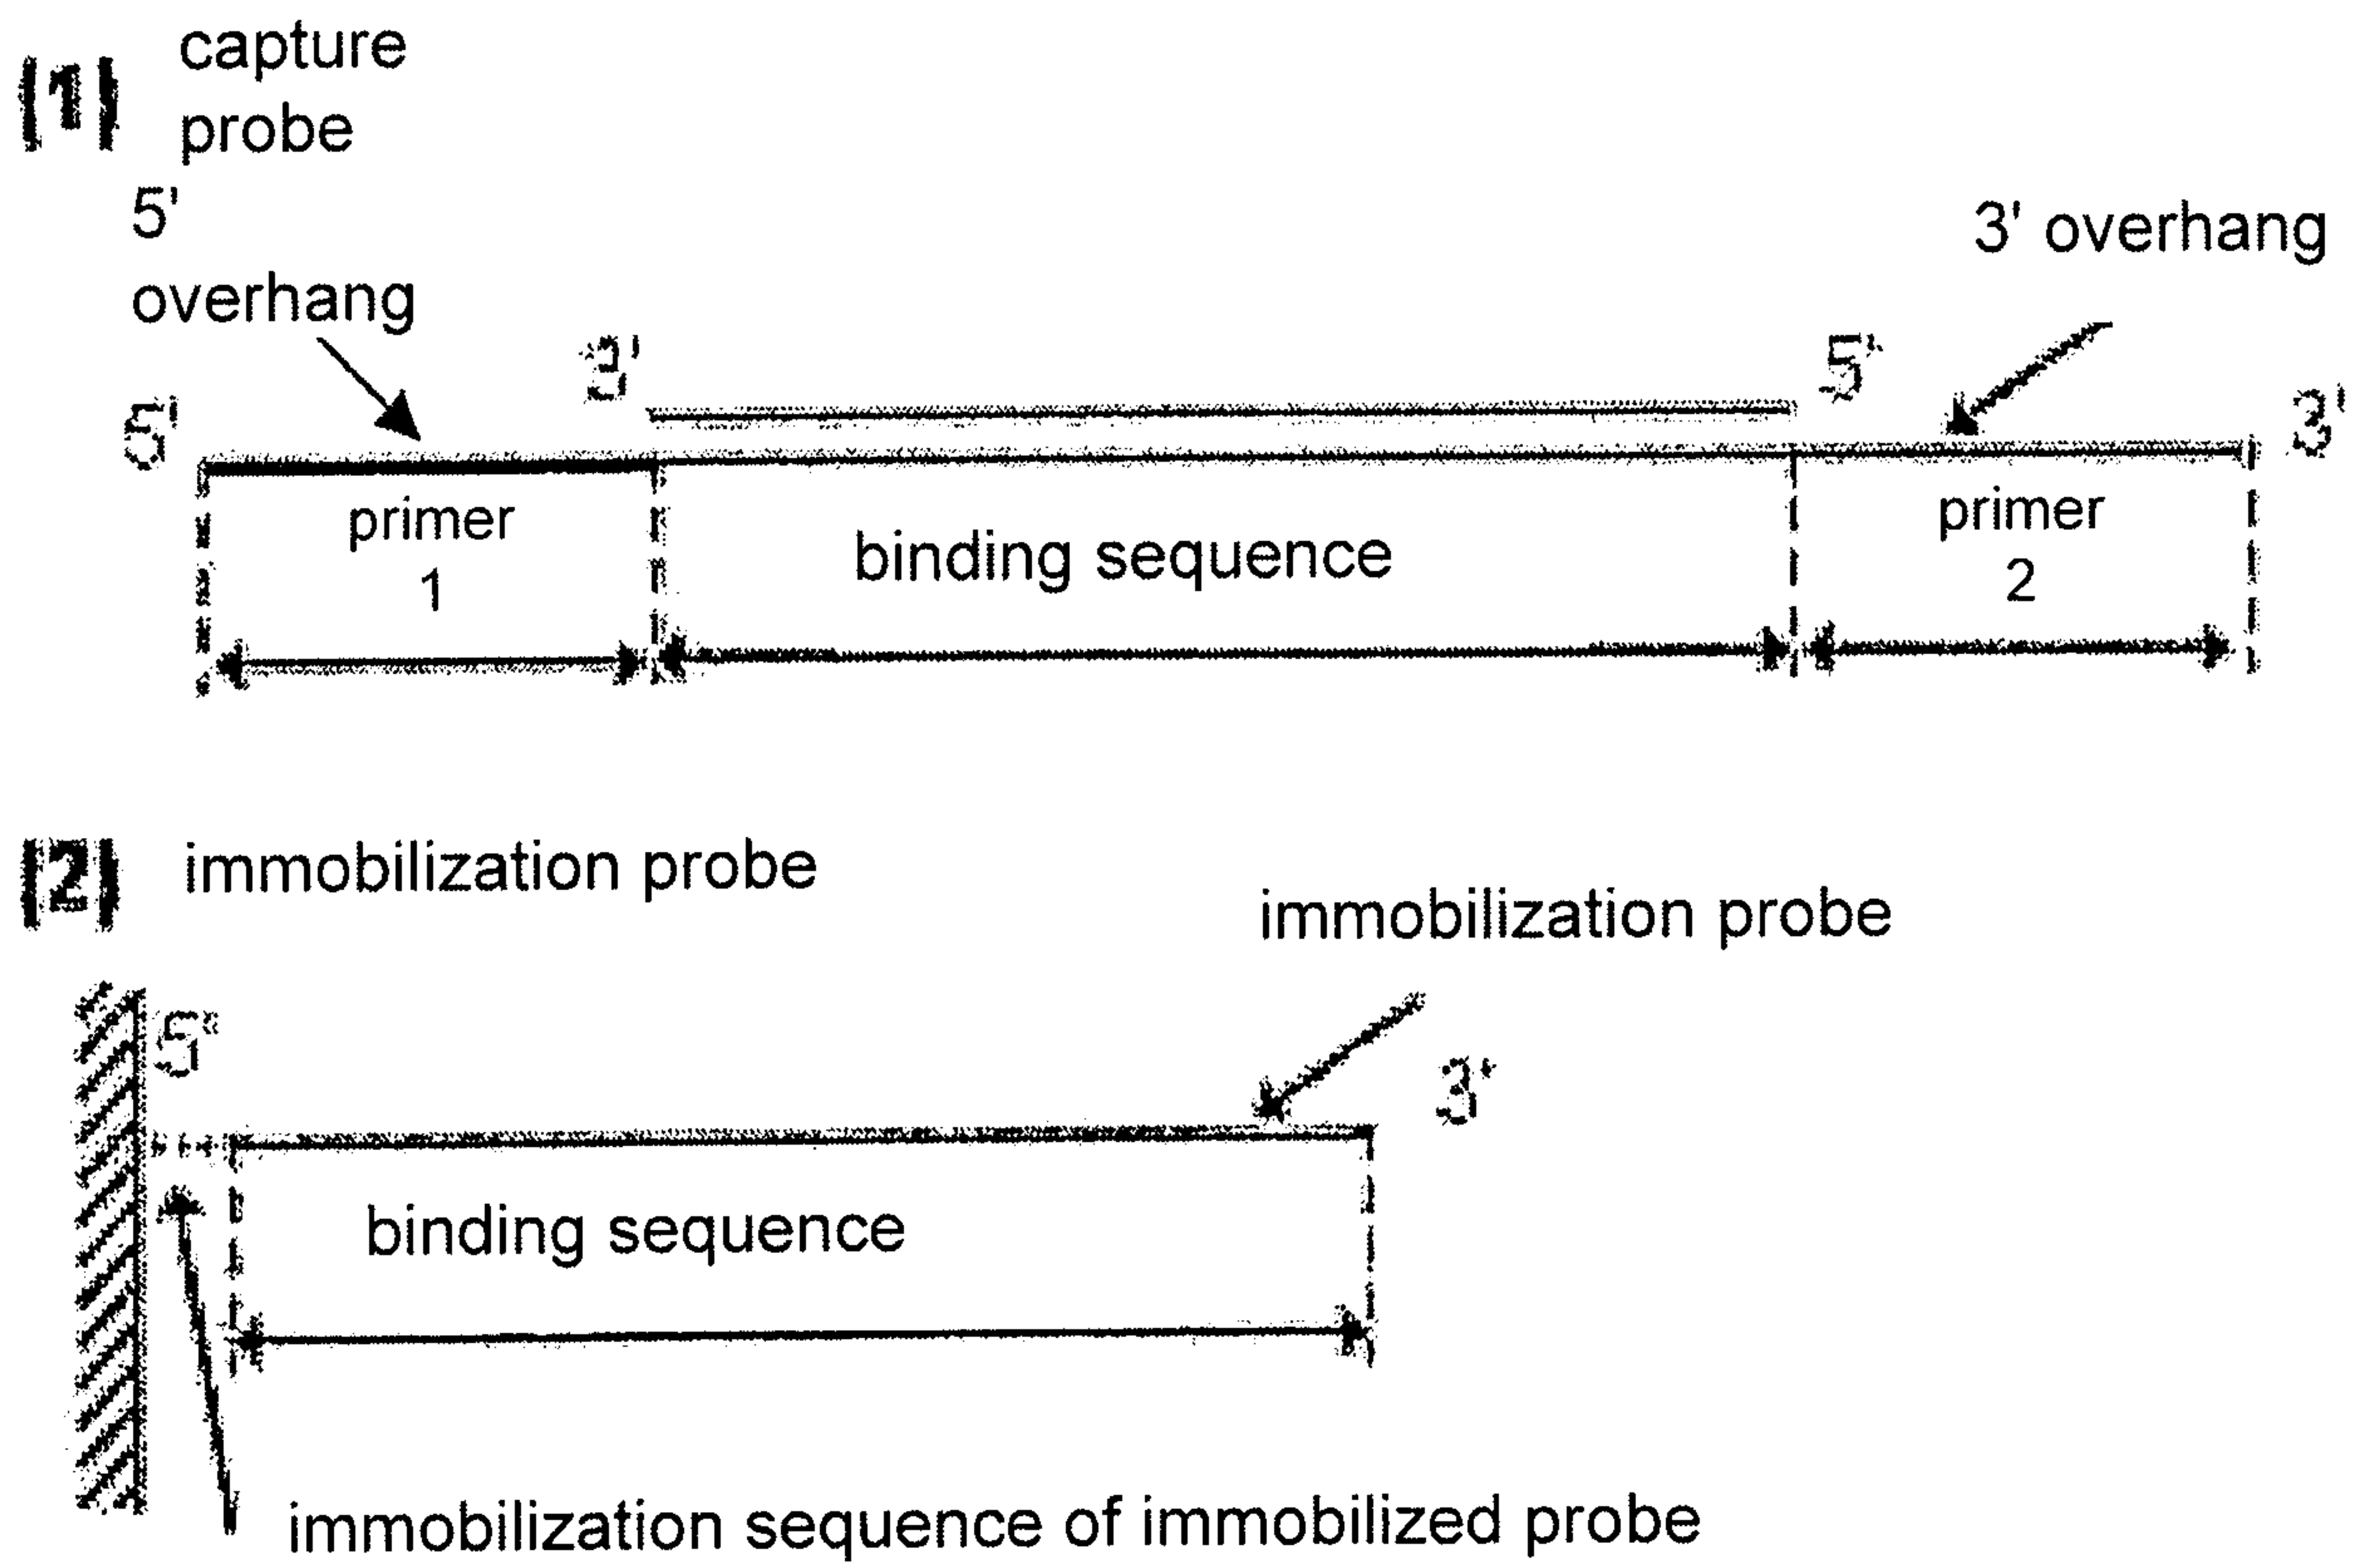 (1)
capture
probe
5'
overhang
3' overhang
3'
5'
5'
3'
primer
1
binding sequence
primer
2
(2)
immobilization probe
immobilization probe
5'
3'
binding sequence
immobilization sequence of immobilized probe